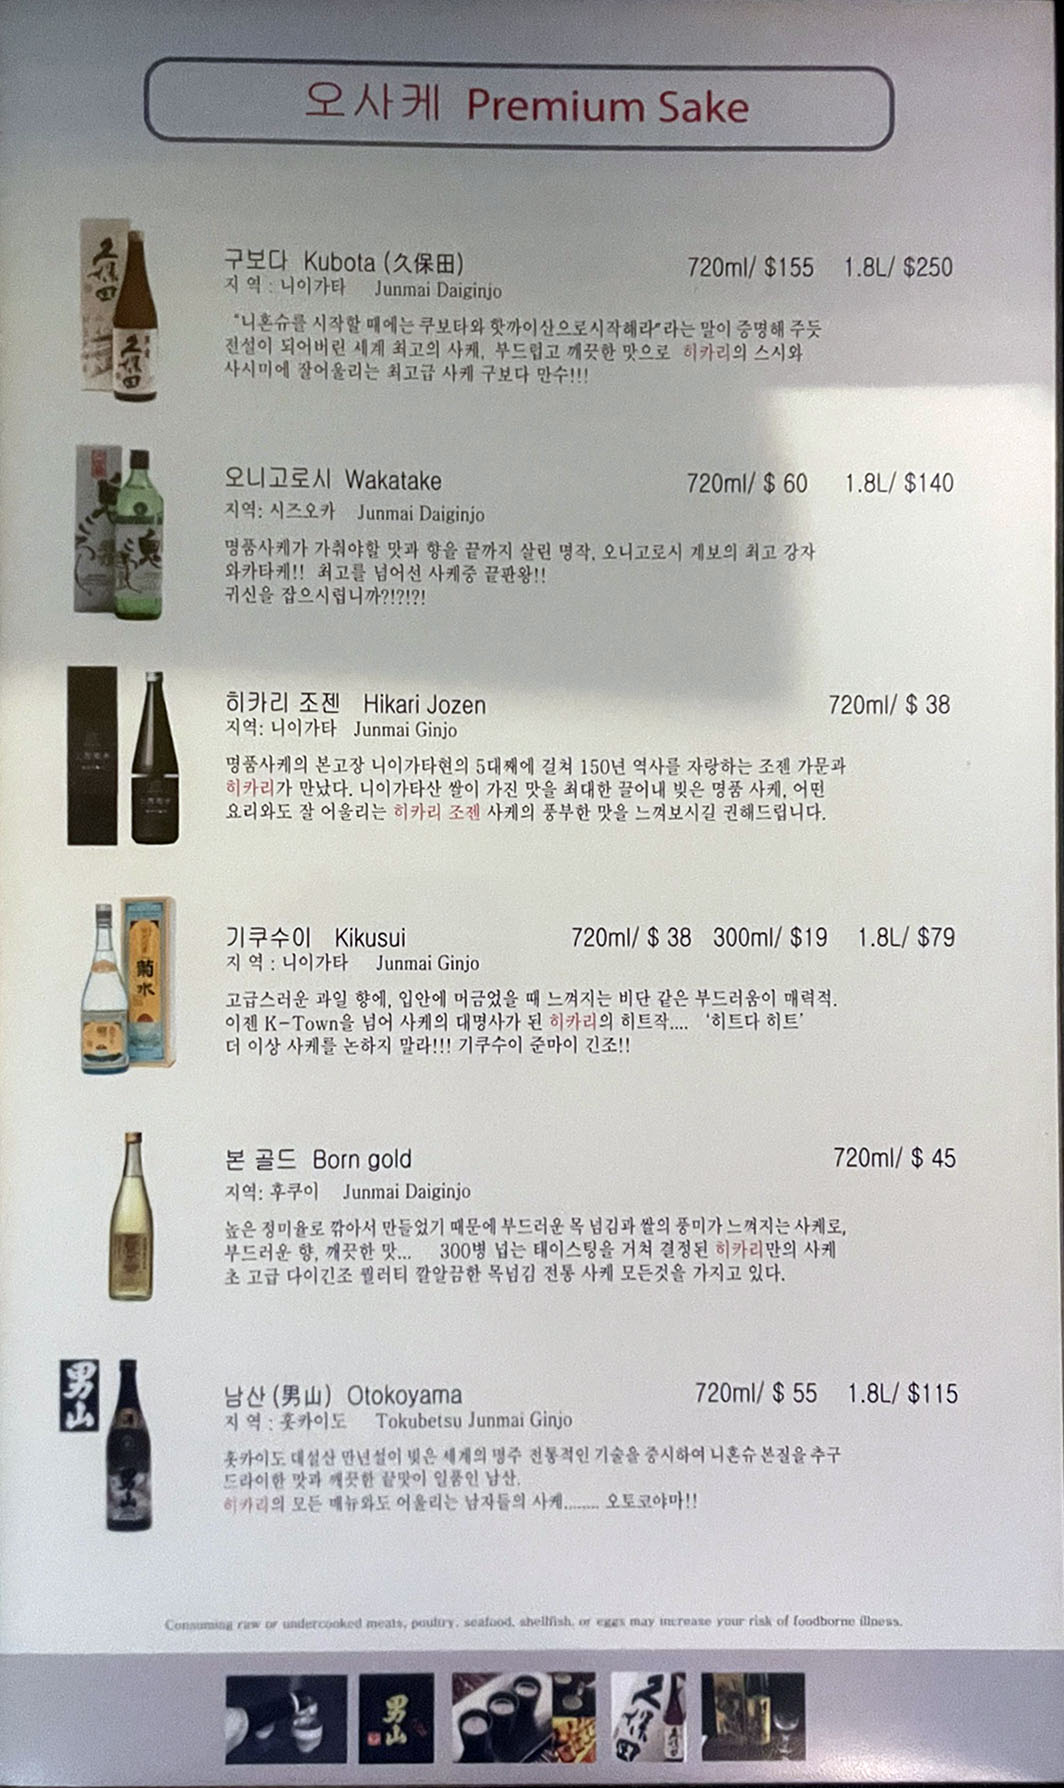 오사케 Premium Sake
구보다 Kubota (久保田) 720ml/ $155 1.8L/ $250
지 역 : 니이가타 Junmai Daiginjo
"니혼슈를 시작할 때에는 쿠보타와 핫까이산으로시작해라"라는 말이 증명해 주듯
전설이 되어버린 세계 최고의 사케, 부드럽고 깨끗한 맛으로 히카리의 스시와
사시미에 잘어울리는 최고급 사케 구보다 만수!!!
오니고로시 Wakatake 720ml/ $ 60 1.8L/ $140
지역: 시즈오카 Junmai Daiginjo
명품사케가 가춰야할 맛과 향을 끝까지 살린 명작, 오니고로시 계보의 최고 강자
와카타케!! 최고를 넘어선 사케중 끝판왕!!
귀신을 잡으시렵니까?!?!?!
히카리 조젠 Hikari Jozen 720ml/ $ 38
지역: 니이가타 Junmai Ginjo
명품사케의 본고장 니이가타현의 5대째에 걸쳐 150년 역사를 자랑하는 조젠 가문과
히카리가 만났다. 니이가타산 쌀이 가진 맛을 최대한 끌어내 빚은 명품 사케, 어떤
요리와도 잘 어울리는 히카리 조젠 사케의 풍부한 맛을 느껴보시길 권해드립니다.
기쿠수이 Kikusui 720ml/ $ 38 300ml/ $19 1.8L/ $79
지 역 : 니이가타 Junmai Ginjo
고급스러운 과일 향에, 입안에 머금었을 때 느껴지는 비단 같은 부드러움이 매력적.
이젠 K-Town을 넘어 사케의 대명사가 된 히카리의 히트작.... '히트다 히트'
더 이상 사케를 논하지 말라!!! 기쿠수이 준마이 긴조!!
본 골드 Born gold 720ml/ $ 45
지역: 후쿠이 Junmai Daiginjo
높은 정미율로 깎아서 만들었기 때문에 부드러운 목 넘김과 쌀의 풍미가 느껴지는 사케로,
부드러운 향, 깨끗한 맛... 300병 넘는 테이스팅을 거쳐 결정된 히카리만의 사케
초 고급 다이긴조 퀄러티 깔알끔한 목넘김 전통 사케 모든것을 가지고 있다.
남산 (男山) Otokoyama 720ml/ $ 55 1.8L/ $115
지 역 : 홋카이도 Tokubetsu Junmai Ginjo
홋카이도 대설산 만년설이 빚은 세계의 명주 전통적인 기술을 중시하여 니혼슈 본질을 추구
드라이한 맛과 깨끗한 끝맛이 일품인 남산.
히카리의 모든 메뉴와도 어울리는 남자들의 사케........ 오토코야마!!
Consuming raw or undercooked meats, poultry, seafood, shellfish, or eggs may increase your risk of foodborne illness.
久保田
久保田
鬼
菊水
男山
男山
男山
久保田